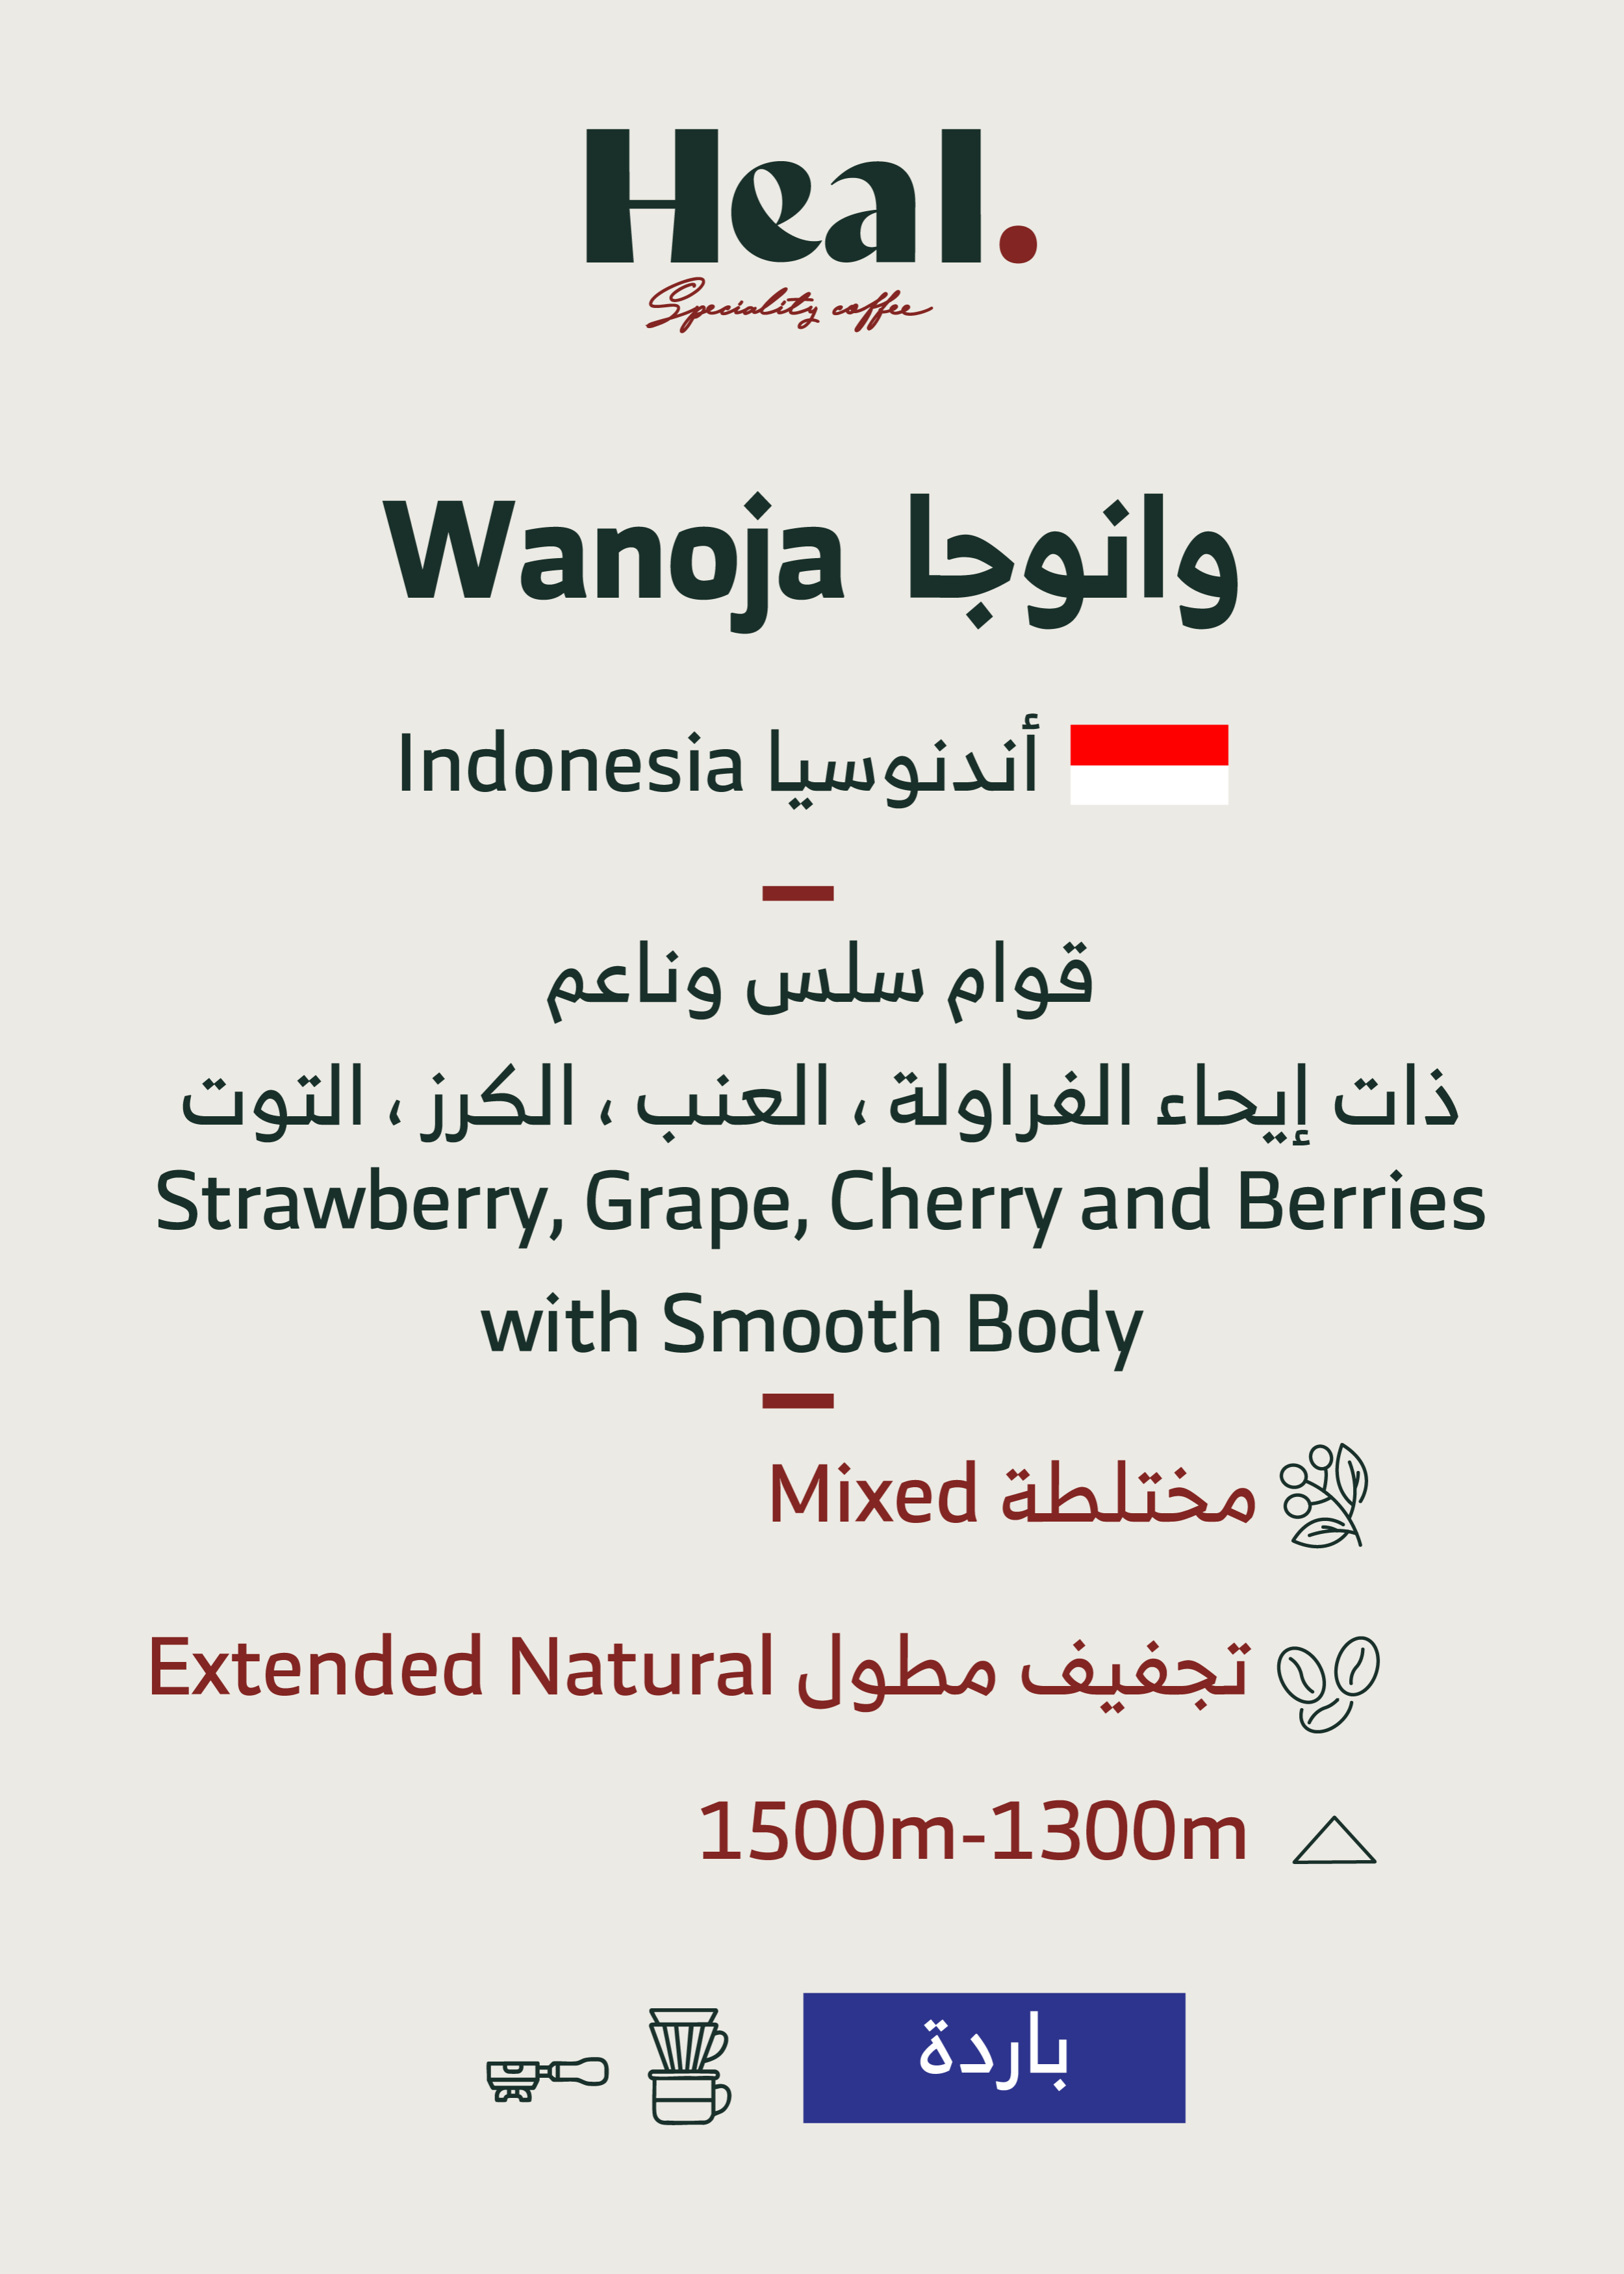 Heal.
Speciality coffee
Wanoja وانوجا
Indonesia أندنوسيا
قوام سلس وناعم
ذات إيحاء الفراولة ، العنب ، الكرز ، التوت
Strawberry, Grape, Cherry and Berries
with Smooth Body
Mixed مختلطة
Extended Natural تجفيف مطول
1500m-1300m
باردة